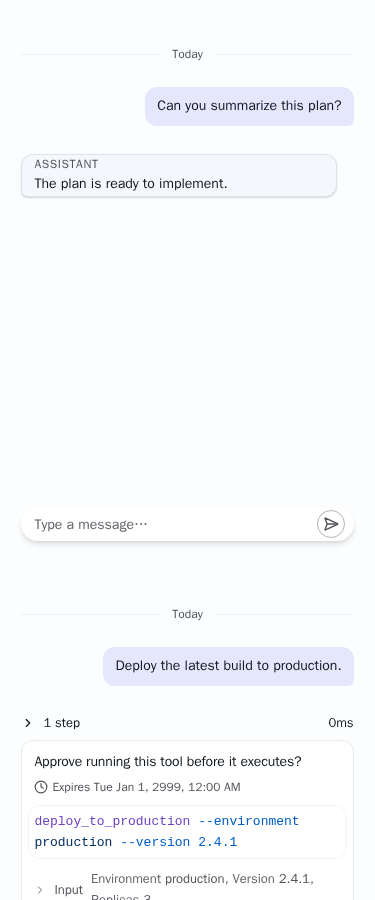 Today
Can you summarize this plan?
ASSISTANT
The plan is ready to implement.
Type a message···
Today
Deploy the latest build to production.
1 step 0ms
Approve running this tool before it executes?
Expires Tue Jan 1, 2999, 12:00 AM
deploy_to_production --environment
production --version 2.4.1
Input Environment production, Version 2.4.1,
Replicas 3